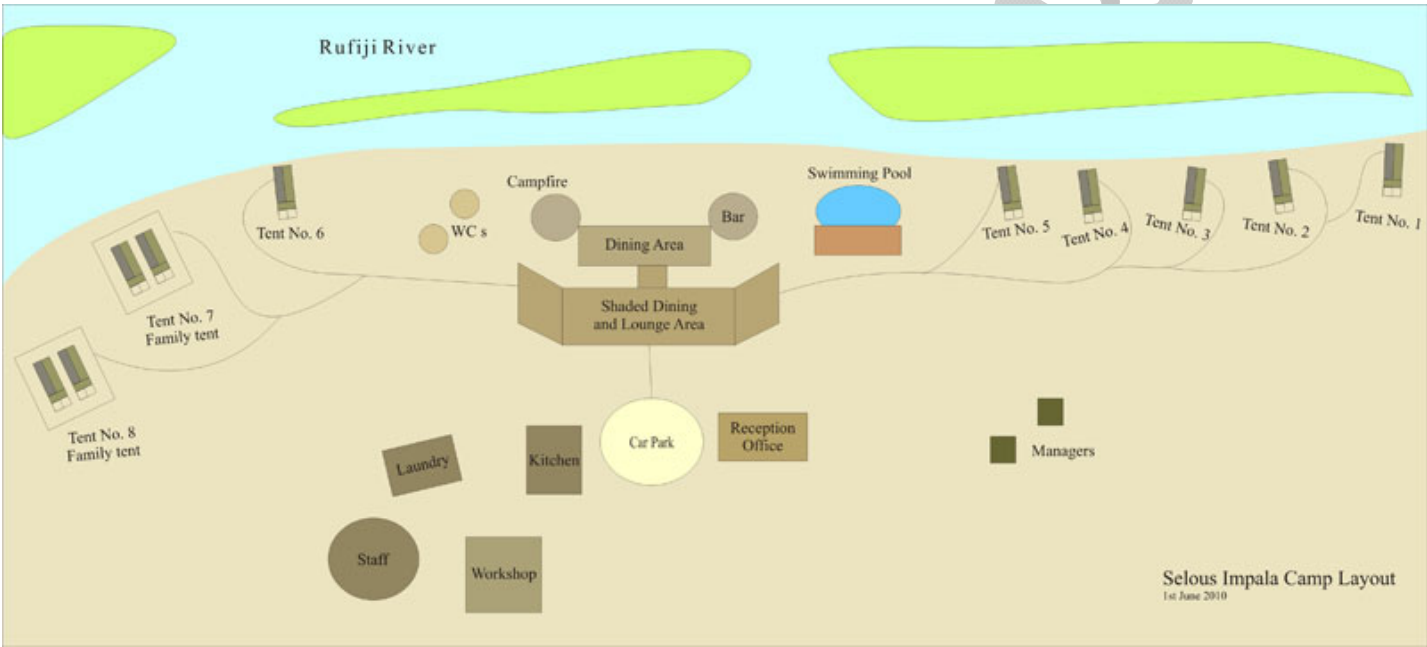 Rufiji River
Campfire
Swimming Pool
Bar
WC s
Dining Area
Tent No. 6
Tent No. 5
Tent No. 4
Tent No. 3
Tent No. 2
Tent No. 1
Shaded Dining
and Lounge Area
Tent No. 7
Family tent
Tent No. 8
Family tent
Car Park
Reception
Office
Laundry
Kitchen
Managers
Staff
Workshop
Selous Impala Camp Layout
1st June 2010